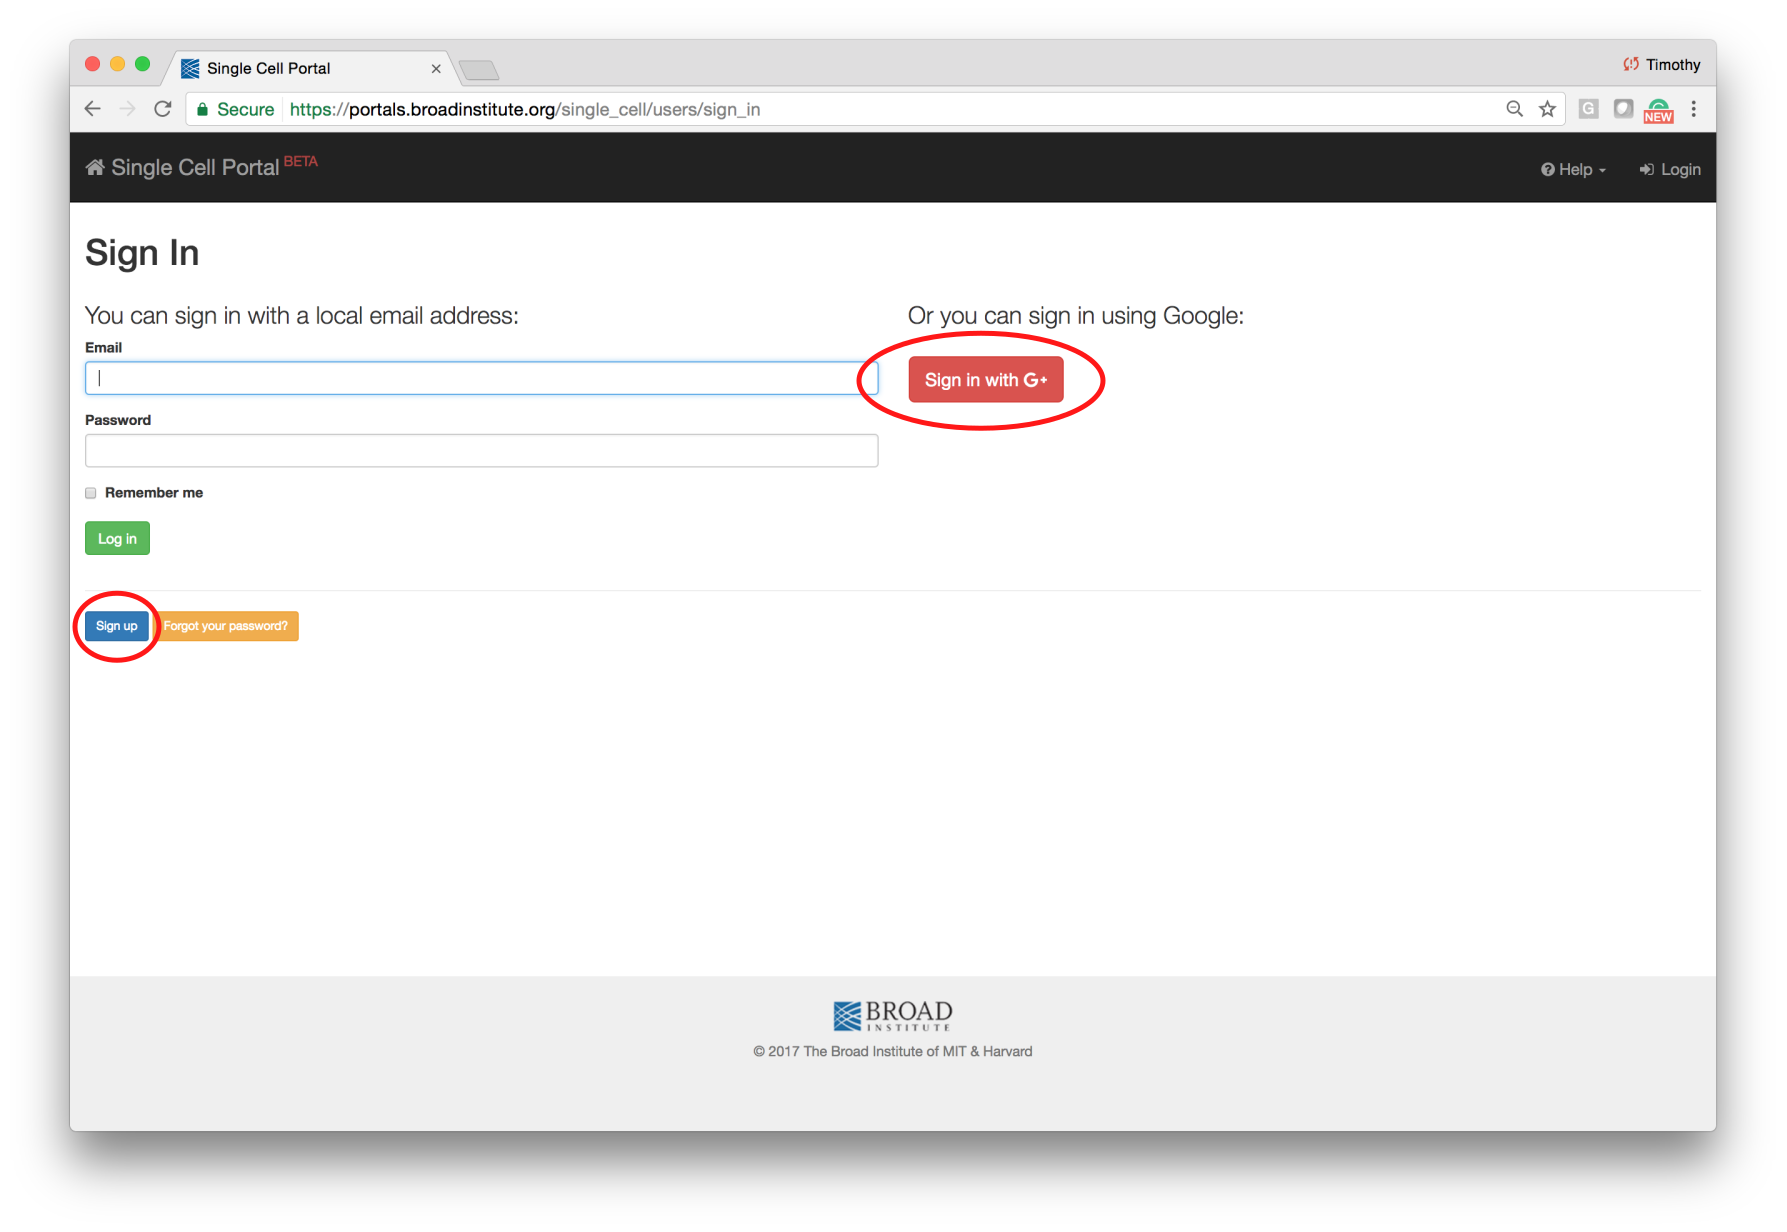 Single Cell Portal
Timothy
Secure https://portals.broadinstitute.org/single_cell/users/sign_in
G
NEW
Single Cell Portal BETA
Help
Login
Sign In
You can sign in with a local email address:
Email
Password
Remember me
Log in
Sign up
Forgot your password?
Or you can sign in using Google:
Sign in with G+
BROAD
INSTITUTE
© 2017 The Broad Institute of MIT & Harvard